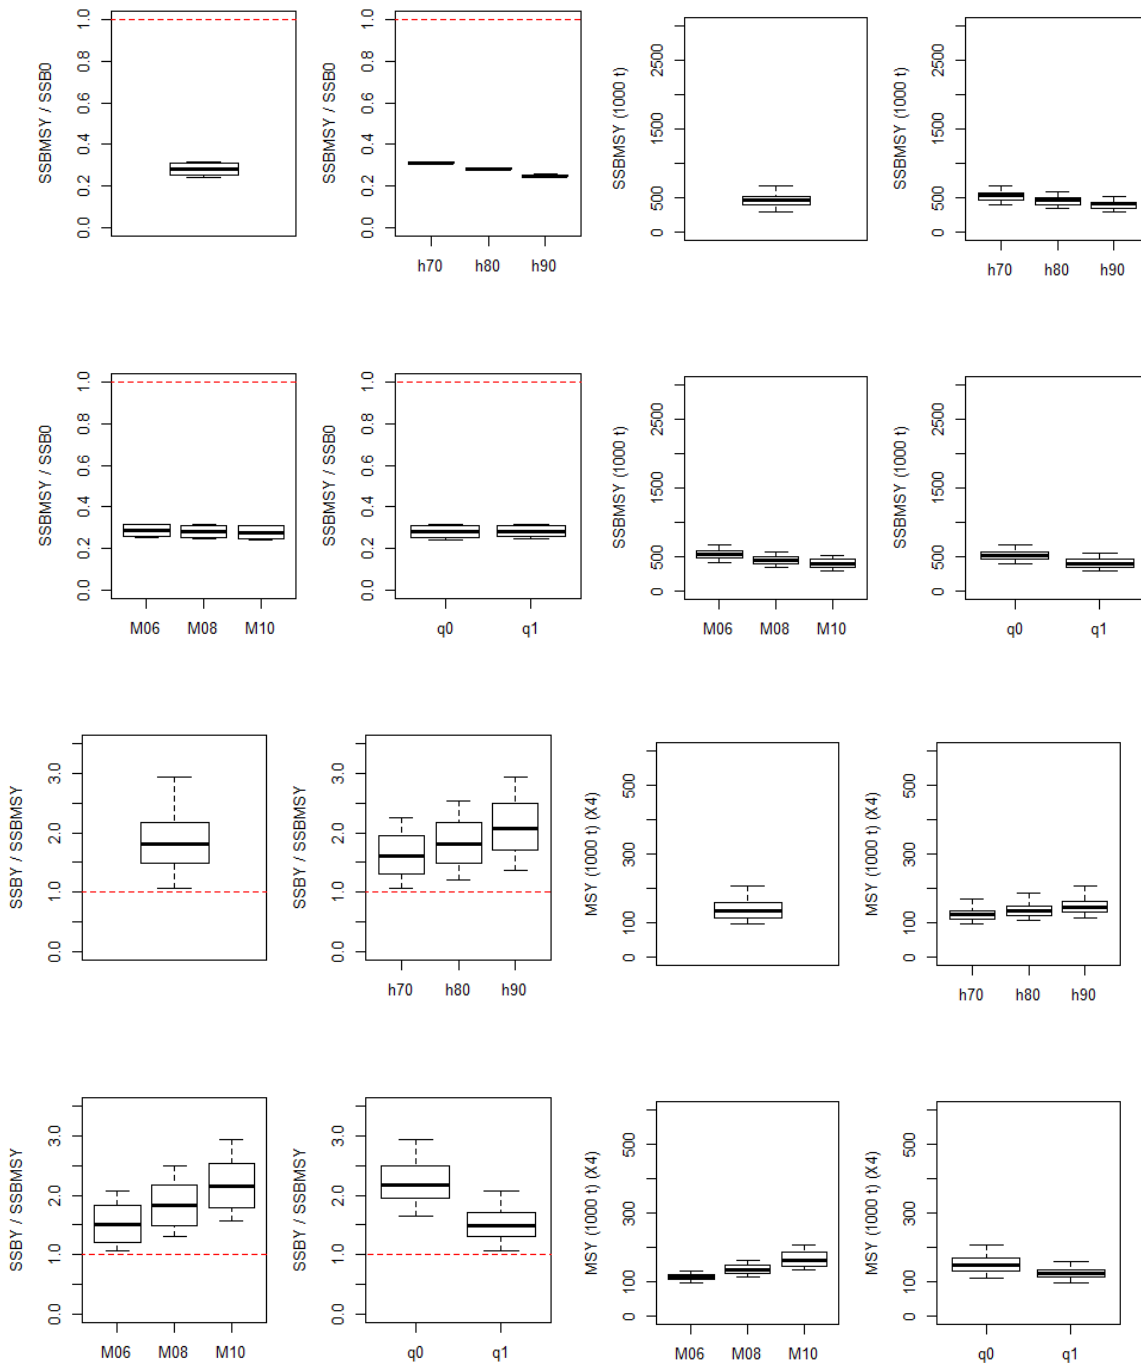 SSBMSY / SSB0
0.0 0.2 0.4 0.6 0.8 1.0
SSBMSY / SSB0
0.0 0.2 0.4 0.6 0.8 1.0
h70 h80 h90
SSBMSY (1000 t)
0 500 1500 2500
SSBMSY (1000 t)
0 500 1500 2500
h70 h80 h90
SSBMSY / SSB0
0.0 0.2 0.4 0.6 0.8 1.0
M06 M08 M10
SSBMSY / SSB0
0.0 0.2 0.4 0.6 0.8 1.0
q0 q1
SSBMSY (1000 t)
0 500 1500 2500
M06 M08 M10
SSBMSY (1000 t)
0 500 1500 2500
q0 q1
SSBY / SSBMSY
0.0 1.0 2.0 3.0
SSBY / SSBMSY
0.0 1.0 2.0 3.0
h70 h80 h90
MSY (1000 t) (X4)
0 100 300 500
MSY (1000 t) (X4)
0 100 300 500
h70 h80 h90
SSBY / SSBMSY
0.0 1.0 2.0 3.0
M06 M08 M10
SSBY / SSBMSY
0.0 1.0 2.0 3.0
q0 q1
MSY (1000 t) (X4)
0 100 300 500
M06 M08 M10
MSY (1000 t) (X4)
0 100 300 500
q0 q1